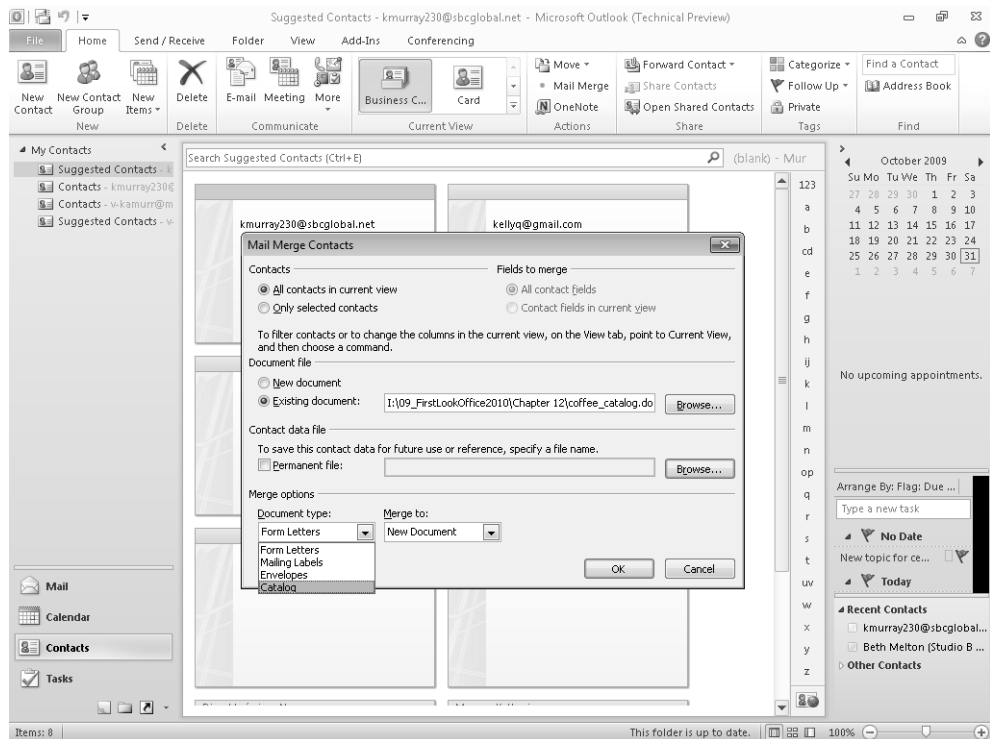 Suggested Contacts - kmurray230@sbcglobal.net - Microsoft Outlook (Technical Preview)
File Home Send / Receive Folder View Add-Ins Conferencing
New Contact
New Contact Group
New Items
New
Delete
Delete
E-mail Meeting More
Communicate
Business C... Card
Current View
Move
Mail Merge
OneNote
Actions
Forward Contact
Share Contacts
Open Shared Contacts
Share
Categorize
Follow Up
Private
Tags
Find a Contact
Address Book
Find
My Contacts
Suggested Contacts - k
Contacts - kmurray230@
Contacts - v-kamurr@m
Suggested Contacts - v-
Mail
Calendar
Contacts
Tasks
Search Suggested Contacts (Ctrl+E)
(blank) - Mur
kmurray230@sbcglobal.net
kellyq@gmail.com
Mail Merge Contacts
Contacts
All contacts in current view
Only selected contacts
Fields to merge
All contact fields
Contact fields in current view
To filter contacts or to change the columns in the current view, on the View tab, point to Current View,
and then choose a command.
Document file
New document
Existing document: I:\09_FirstLookOffice2010\Chapter 12\coffee_catalog.do Browse...
Contact data file
To save this contact data for future use or reference, specify a file name.
Permanent file: Browse...
Merge options
Document type: Merge to:
Form Letters New Document
Form Letters
Mailing Labels
Envelopes
Catalog
OK Cancel
123
a
b
cd
e
f
g
h
ij
k
l
m
n
op
q
r
s
t
uv
w
x
y
z
October 2009
Su Mo Tu We Th Fr Sa
27 28 29 30 1 2 3
4 5 6 7 8 9 10
11 12 13 14 15 16 17
18 19 20 21 22 23 24
25 26 27 28 29 30 31
1 2 3 4 5 6 7
No upcoming appointments.
Arrange By: Flag: Due ...
Type a new task
No Date
New topic for ce...
Today
Recent Contacts
kmurray230@sbcglobal...
Beth Melton (Studio B ...
Other Contacts
Items: 8
This folder is up to date.
100%